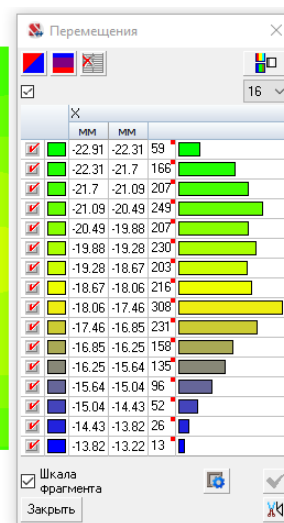 Перемещения
16
X
мм мм
-22.91 -22.31 59
-22.31 -21.7 166
-21.7 -21.09 207
-21.09 -20.49 249
-20.49 -19.88 207
-19.88 -19.28 230
-19.28 -18.67 203
-18.67 -18.06 216
-18.06 -17.46 308
-17.46 -16.85 231
-16.85 -16.25 158
-16.25 -15.64 135
-15.64 -15.04 96
-15.04 -14.43 52
-14.43 -13.82 26
-13.82 -13.22 13
Шкала
фрагмента
Закрыть